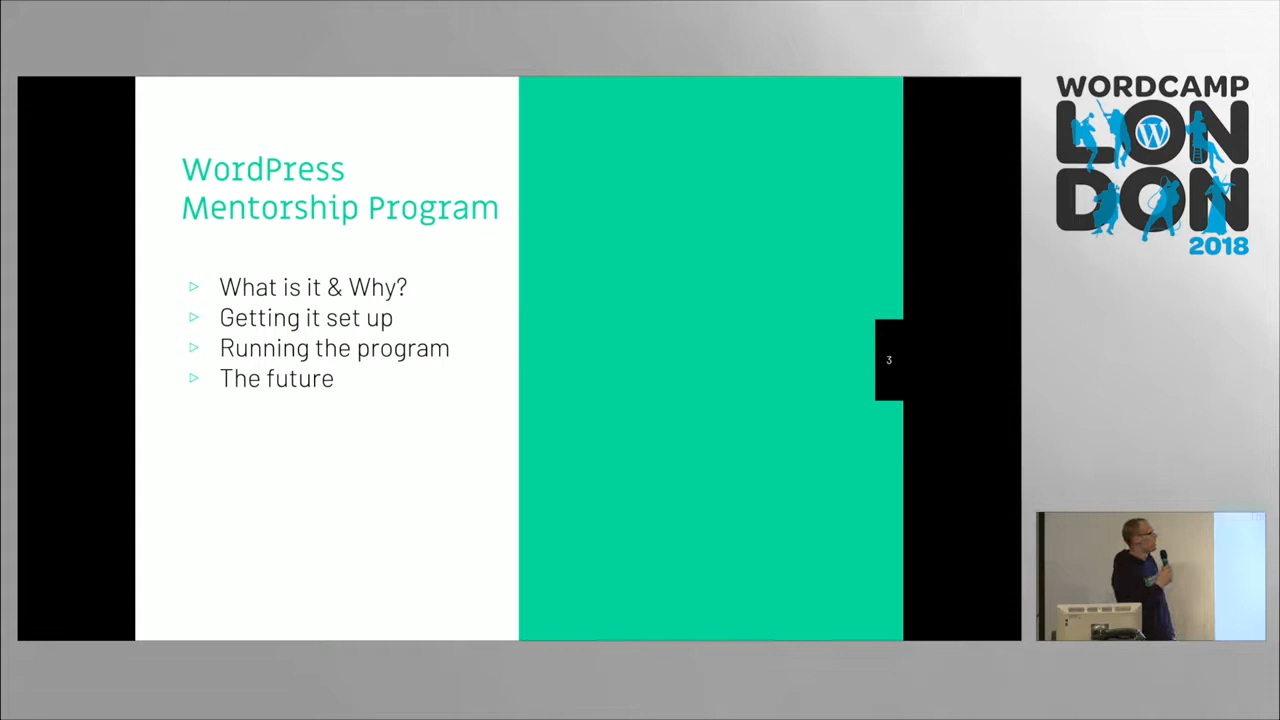 WordPress
Mentorship Program
What is it & Why?
Getting it set up
Running the program
The future
3
WORDCAMP
LON
DON
2018